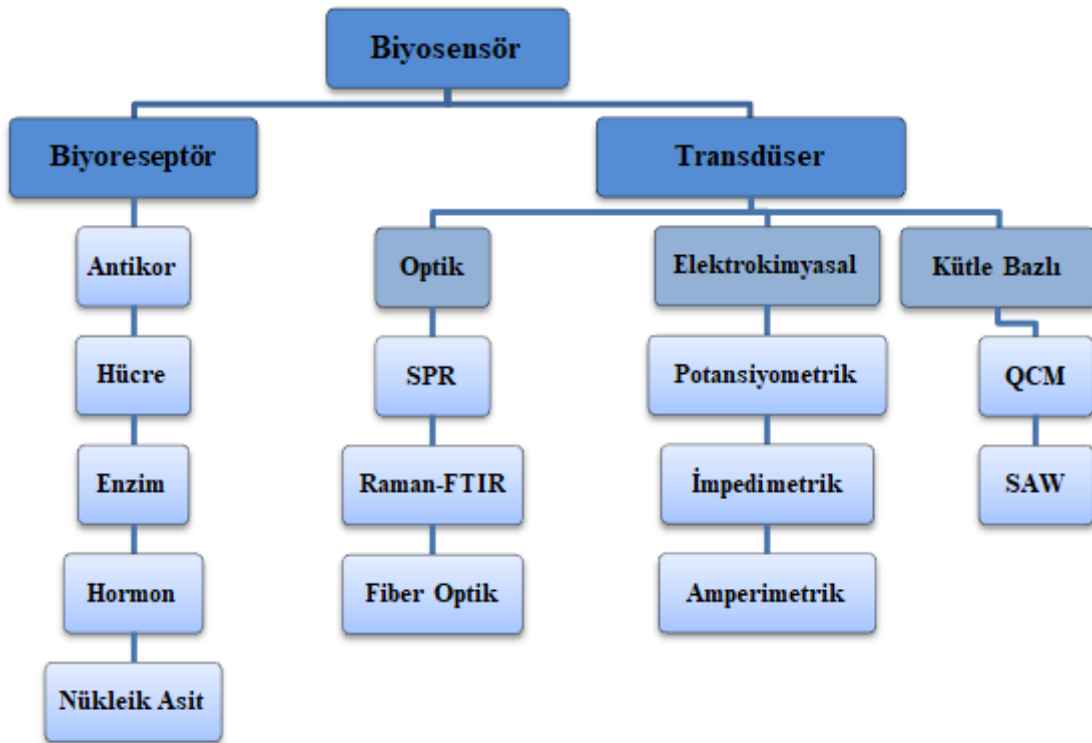 Biyosensör
Biyoreseptör
Transdüser
Antikor
Optik
Elektrokimyasal
Kütle Bazlı
Hücre
SPR
Potansiyometrik
QCM
Enzim
Raman-FTIR
İmpedimetrik
SAW
Hormon
Fiber Optik
Amperimetrik
Nükleik Asit